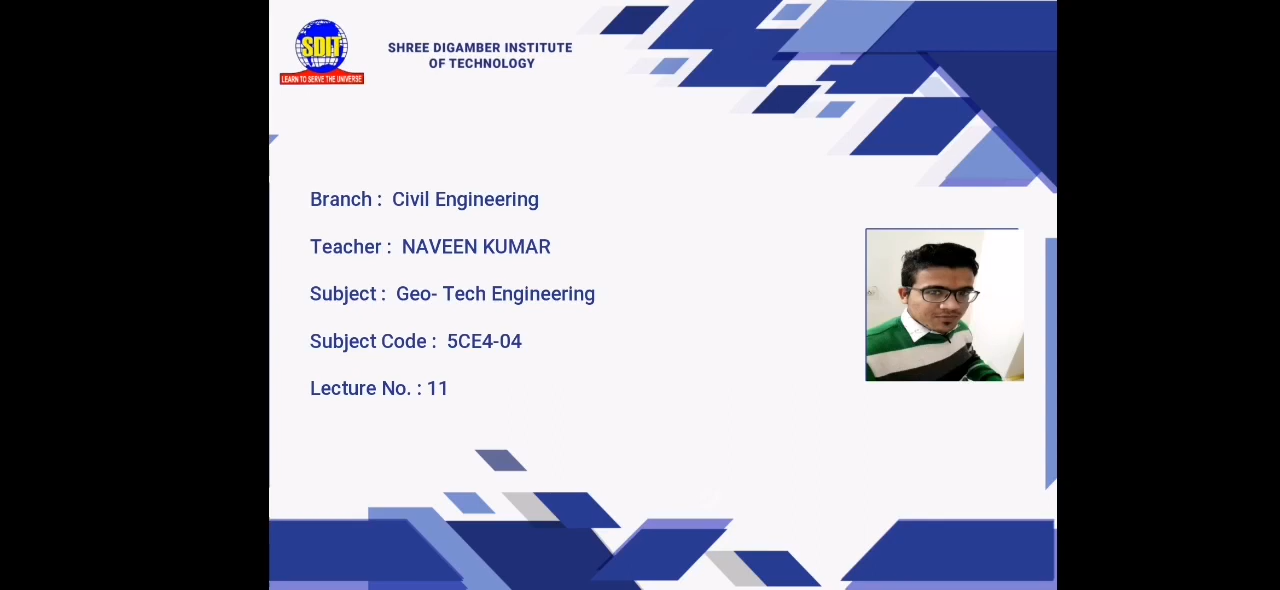 SDIT
LEARN TO SERVE THE UNIVERSE
SHREE DIGAMBER INSTITUTE
OF TECHNOLOGY
Branch : Civil Engineering
Teacher : NAVEEN KUMAR
Subject : Geo- Tech Engineering
Subject Code : 5CE4-04
Lecture No. : 11